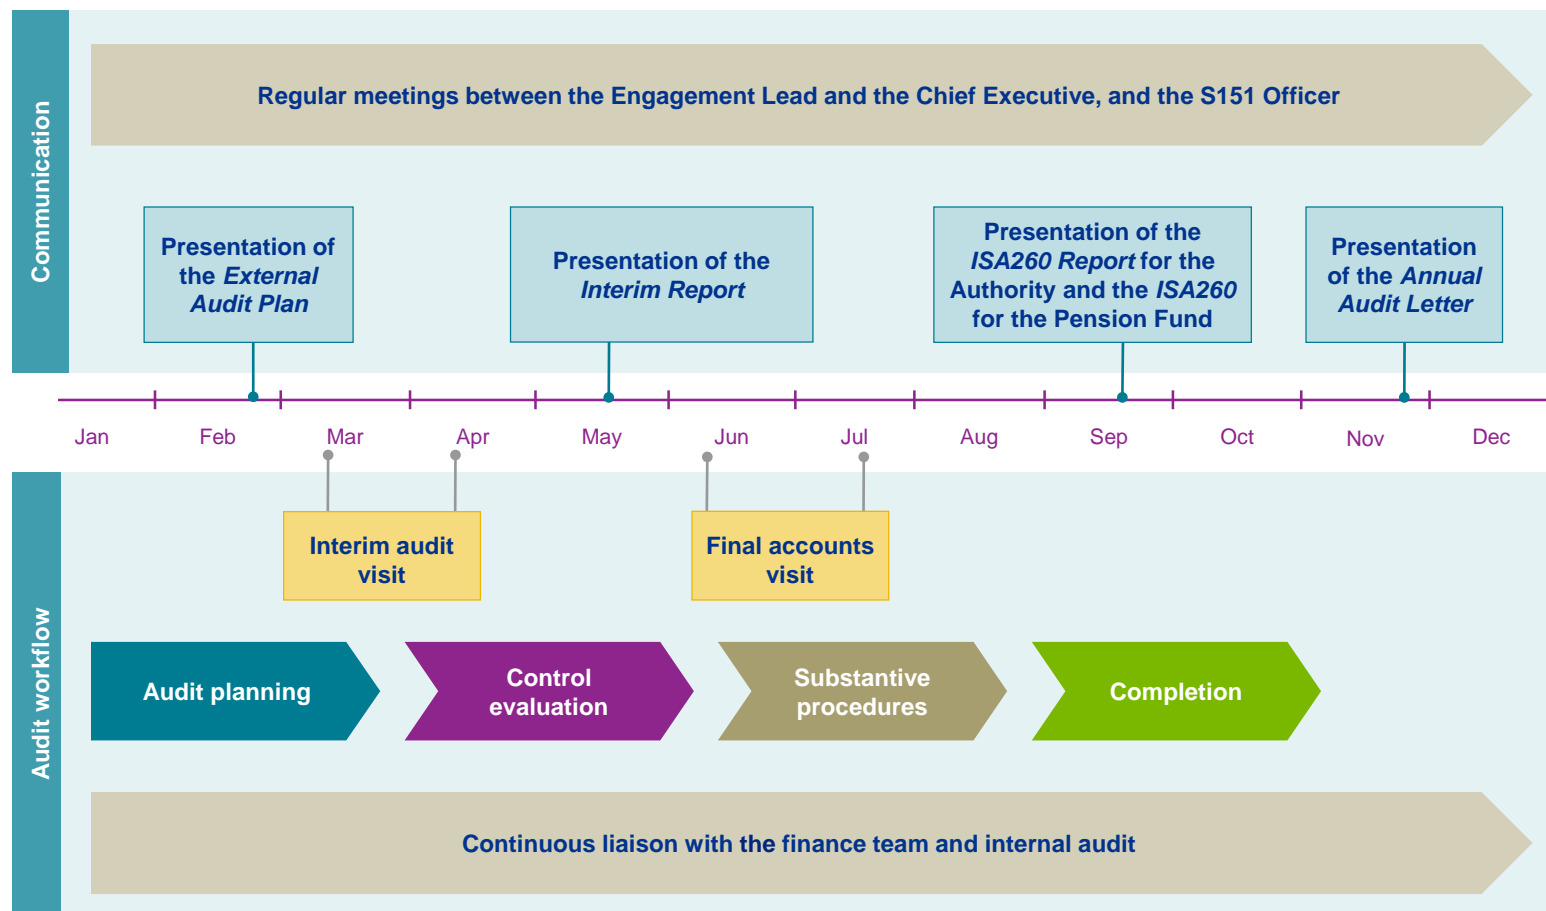 Communication
Regular meetings between the Engagement Lead and the Chief Executive, and the S151 Officer
Presentation of
the External
Audit Plan
Presentation of the
Interim Report
Presentation of the
ISA260 Report for the
Authority and the ISA260
for the Pension Fund
Presentation
of the Annual
Audit Letter
Jan Feb Mar Apr May Jun Jul Aug Sep Oct Nov Dec
Audit workflow
Interim audit
visit
Final accounts
visit
Audit planning
Control
evaluation
Substantive
procedures
Completion
Continuous liaison with the finance team and internal audit